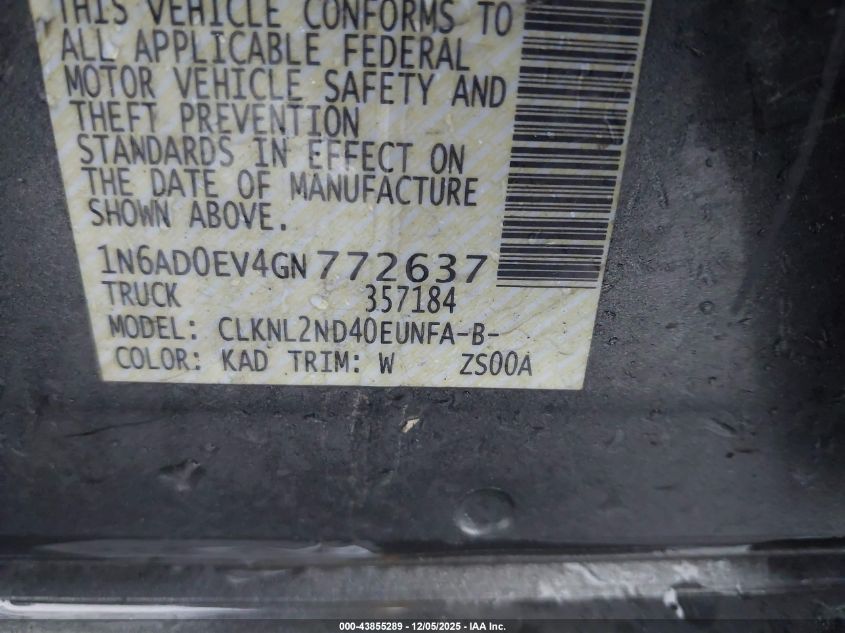 THIS VEHICLE CONFORMS TO
ALL APPLICABLE FEDERAL
MOTOR VEHICLE SAFETY AND
THEFT PREVENTION
STANDARDS IN EFFECT ON
THE DATE OF MANUFACTURE
SHOWN ABOVE.
1N6AD0EV4GN772637
TRUCK 357184
MODEL: CLKNL2ND40EUNFA-B-
COLOR: KAD TRIM: W ZS00A
000-43855289 - 12/05/2025 - IAA Inc.